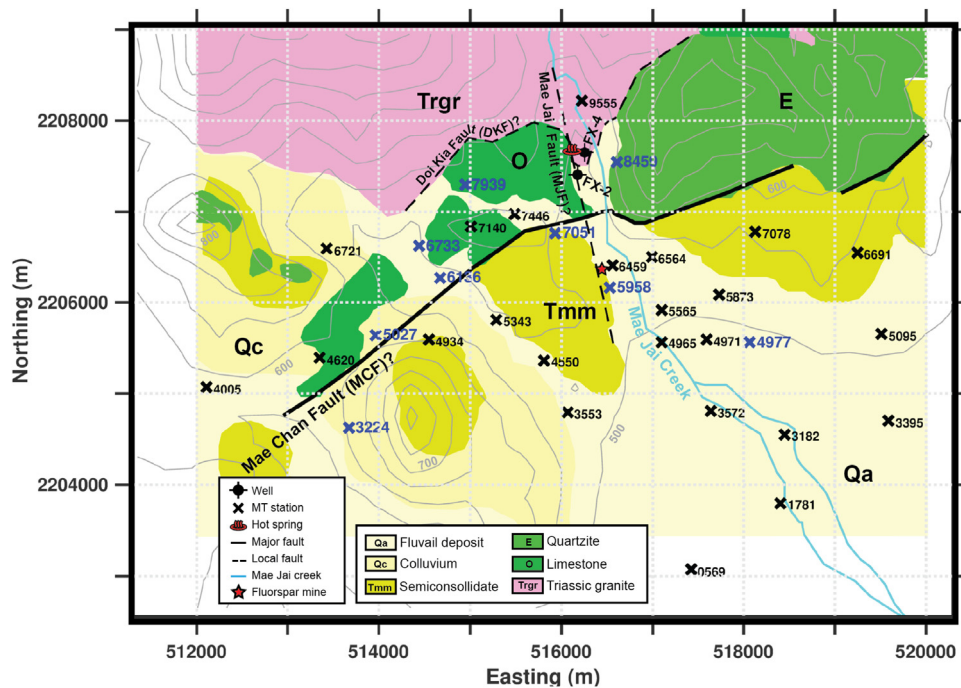 Northing (m)
2208000
2206000
2204000
Trgr
Doi Kia Fault (DKF)?
O
Mae Jai
Fault (MJF)?
9555
FX-4
FX-2
8459
E
7939
7446
7140
7051
6733
6186
6721
800
600
7078
6691
6564
6459
5958
5873
5565
5343
Tmm
5027
4934
4620
4550
4965
4971
4977
5095
Qc
600
4005
Mae Chan Fault (MCF)?
3224
700
3553
500
Mae Jai Creek
3572
3182
3395
Qa
1781
0569
Well
MT station
Hot spring
Major fault
Local fault
Mae Jai creek
Fluorspar mine
Qa Fluvail deposit
Qc Colluvium
Tmm Semiconsollidate
E Quartzite
O Limestone
Trgr Triassic granite
512000 514000 516000 518000 520000
Easting (m)